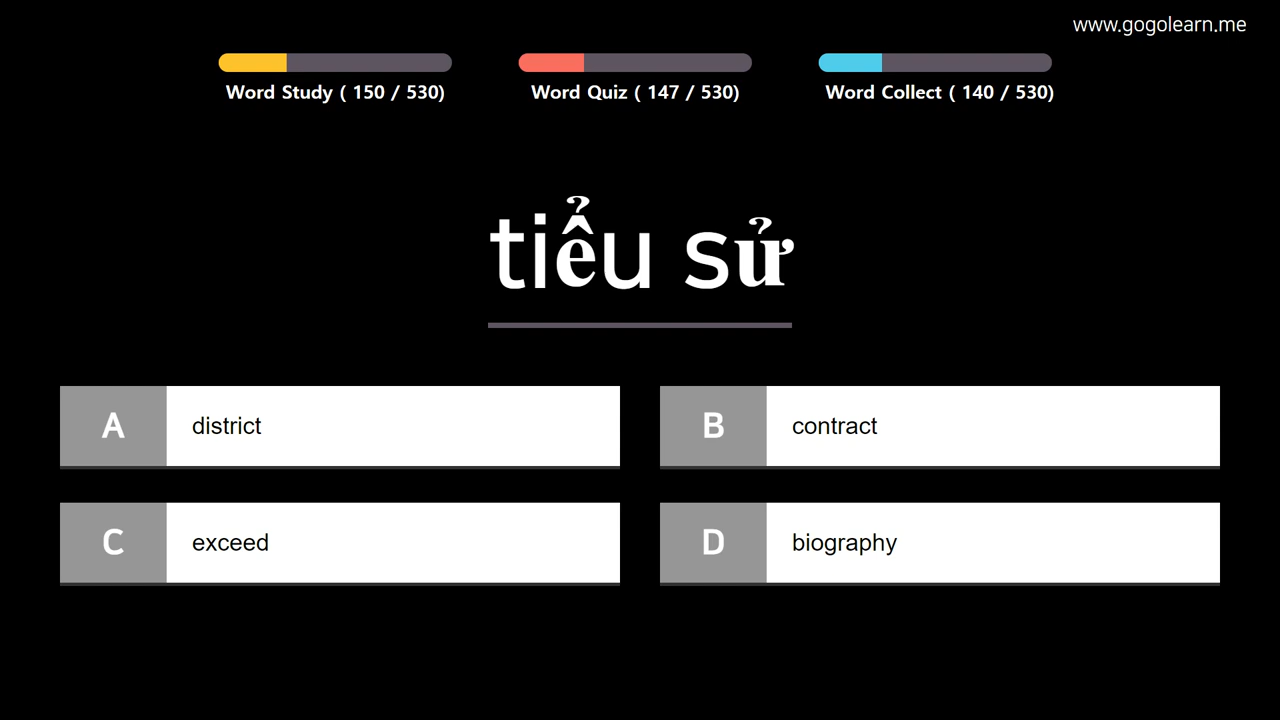 www.gogolearn.me
Word Study ( 150 / 530)
Word Quiz ( 147 / 530)
Word Collect ( 140 / 530)
tiểu sử
A district
B contract
C exceed
D biography